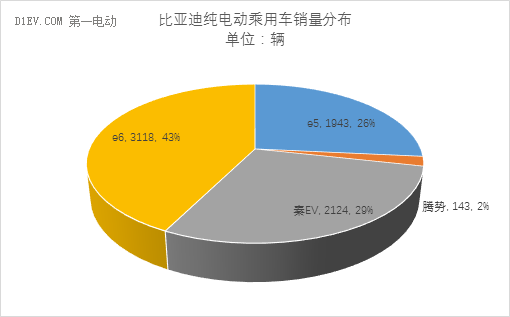 D1EV.COM 第一电动
比亚迪纯电动乘用车销量分布
单位：辆
e5, 1943, 26%
e6, 3118, 43%
腾势, 143, 2%
秦EV, 2124, 29%